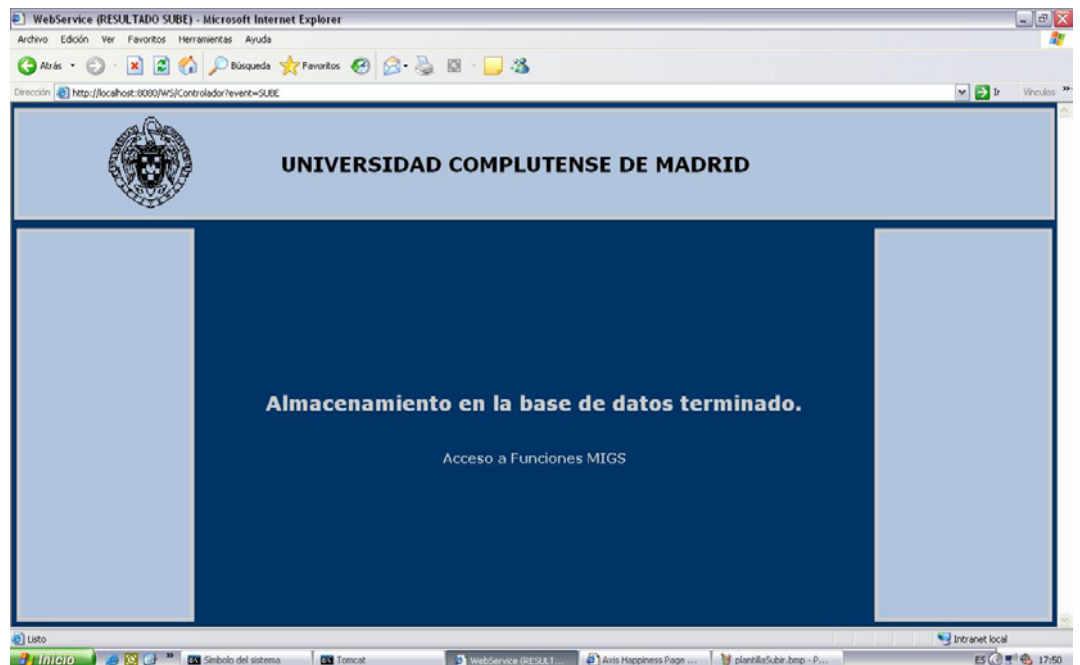 WebService (RESULTADO SUBE) - Microsoft Internet Explorer
Archivo Edición Ver Favoritos Herramientas Ayuda
Atrás Búsqueda Favoritos
Dirección http://localhost:8080/WS/Controlador?event=SUBE Ir Vínculos »
UNIVERSIDAD COMPLUTENSE DE MADRID
Almacenamiento en la base de datos terminado.
Acceso a Funciones MIGS
Listo Intranet local
Inicio » Símbolo del sistema Tomcat WebService (RESULT... Axis Happiness Page ... plantillaSubir.bmp - P... ES 17:50